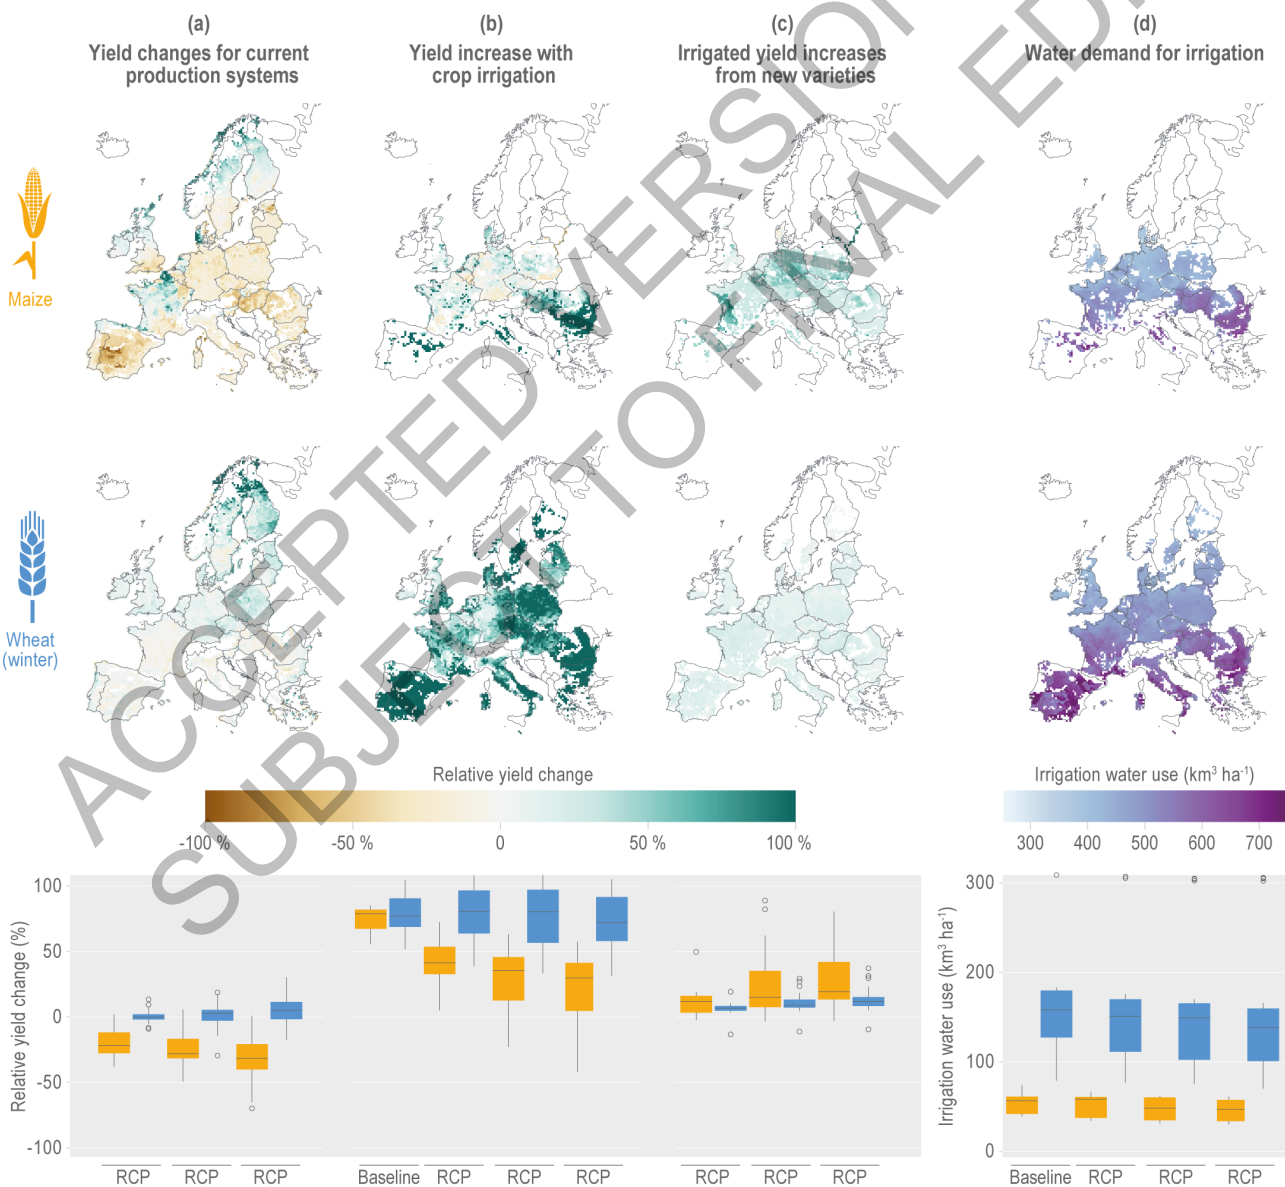 (a)
Yield changes for current
production systems
(b)
Yield increase with
crop irrigation
(c)
Irrigated yield increases
from new varieties
(d)
Water demand for irrigation
Maize
Wheat
(winter)
ACCEPTED VERSION
SUBJECT TO FINAL ED
Relative yield change
-100 %
-50 %
0
50 %
100 %
Irrigation water use (km³ ha⁻¹)
300
400
500
600
700
Relative yield change (%)
100
50
0
-50
-100
RCP
RCP
RCP
Baseline
RCP
RCP
RCP
RCP
RCP
RCP
Irrigation water use (km³ ha⁻¹)
300
200
100
0
Baseline
RCP
RCP
RCP